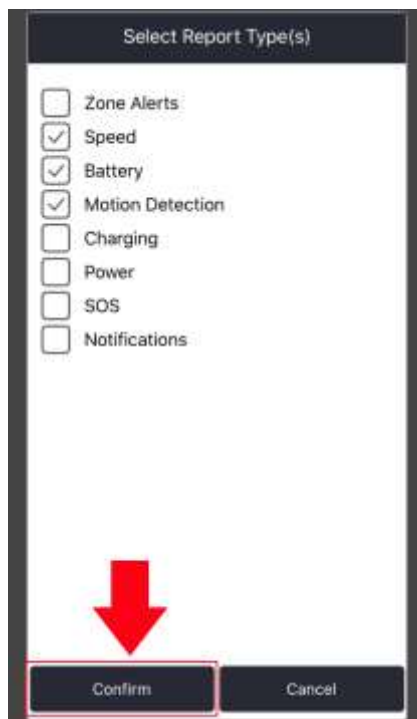 Select Report Type(s)
Zone Alerts
Speed
Battery
Motion Detection
Charging
Power
SOS
Notifications
Confirm
Cancel